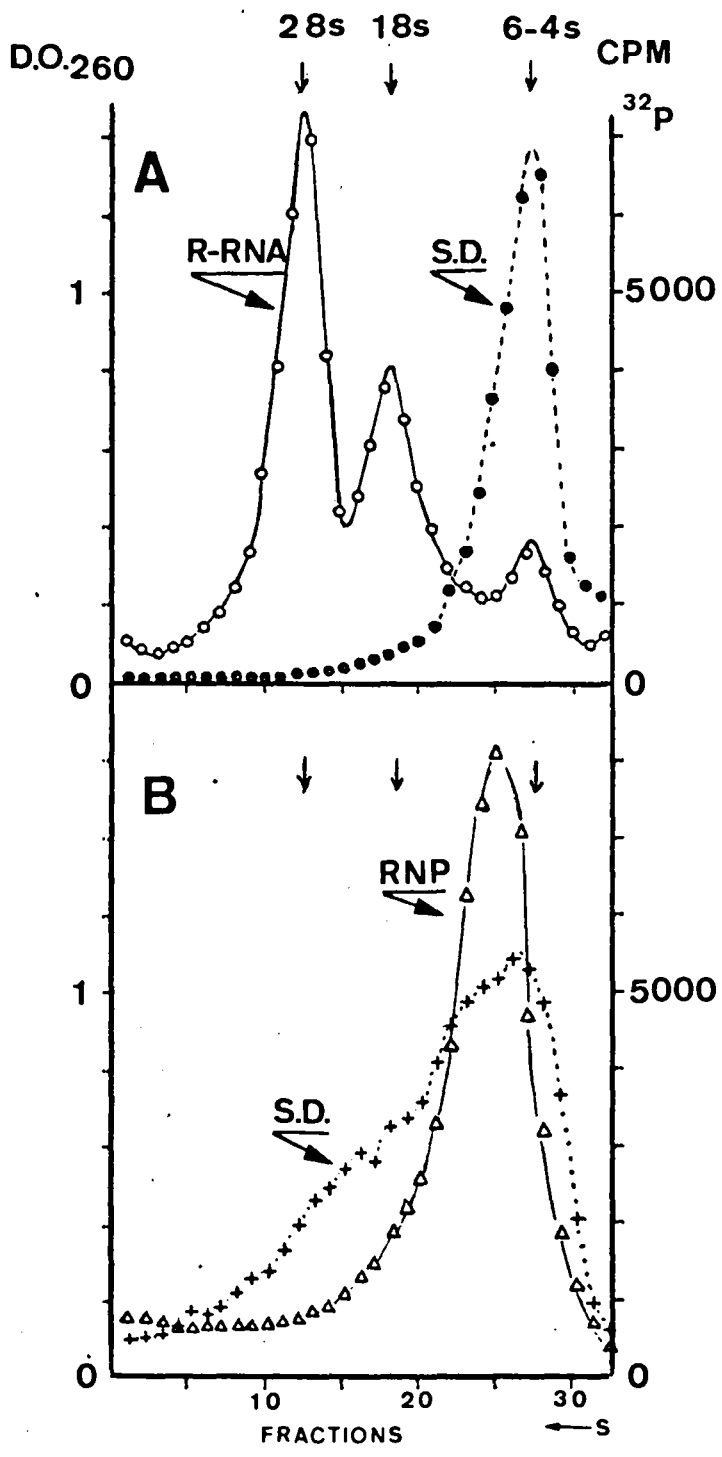 28s 18s 6-4s
D.O.260 CPM
32P
A
R-RNA S.D.
1 5000
0 0
B
RNP
1 5000
S.D.
0 0
10 20 30
FRACTIONS ←S